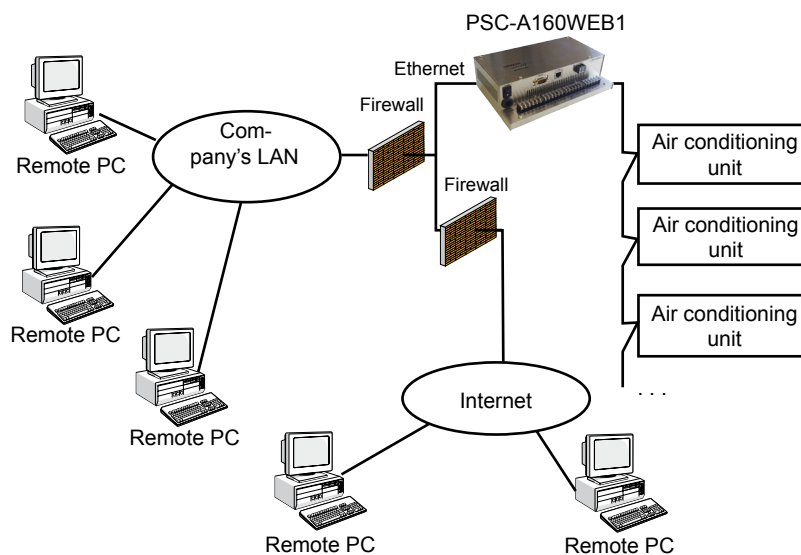 PSC-A160WEB1
Ethernet
Firewall
Com-
pany's LAN
Remote PC
Air conditioning
unit
Firewall
Air conditioning
unit
Remote PC
Air conditioning
unit
Remote PC
. . .
Internet
Remote PC
Remote PC